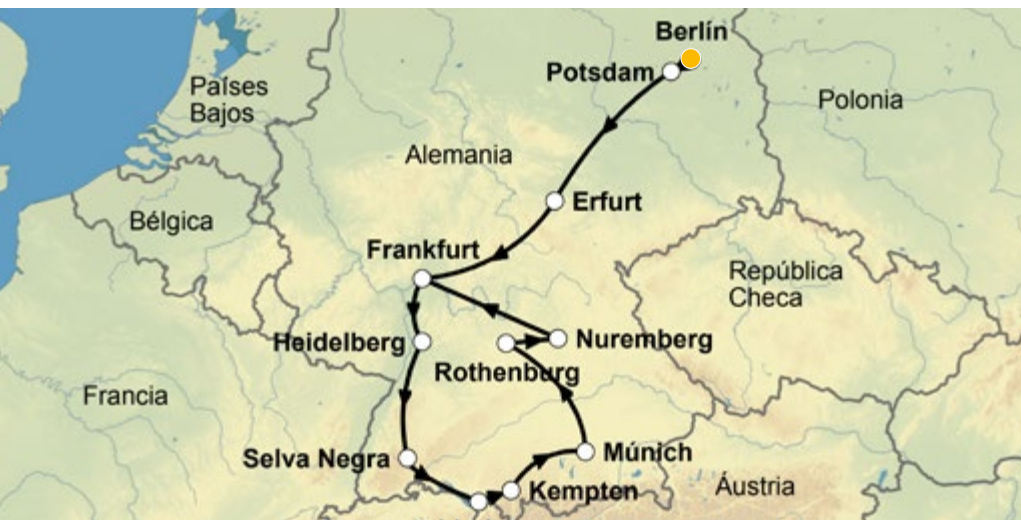 Berlín
Potsdam
Países
Bajos
Polonia
Alemania
Erfurt
Bélgica
Frankfurt
República
Checa
Heidelberg
Nuremberg
Rothenburg
Francia
Selva Negra
Múnich
Kempten
Áustria